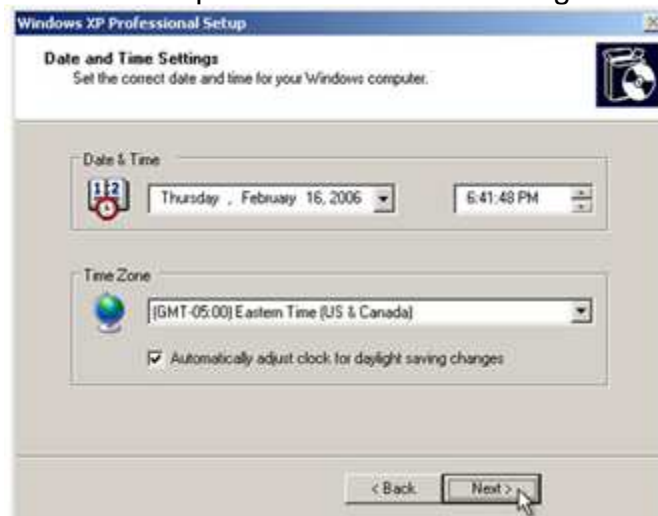 Windows XP Professional Setup
Date and Time Settings
Set the correct date and time for your Windows computer.
Date & Time
Thursday , February 16, 2006
6:41:48 PM
Time Zone
(GMT-05:00) Eastern Time (US & Canada)
Automatically adjust clock for daylight saving changes
< Back
Next >